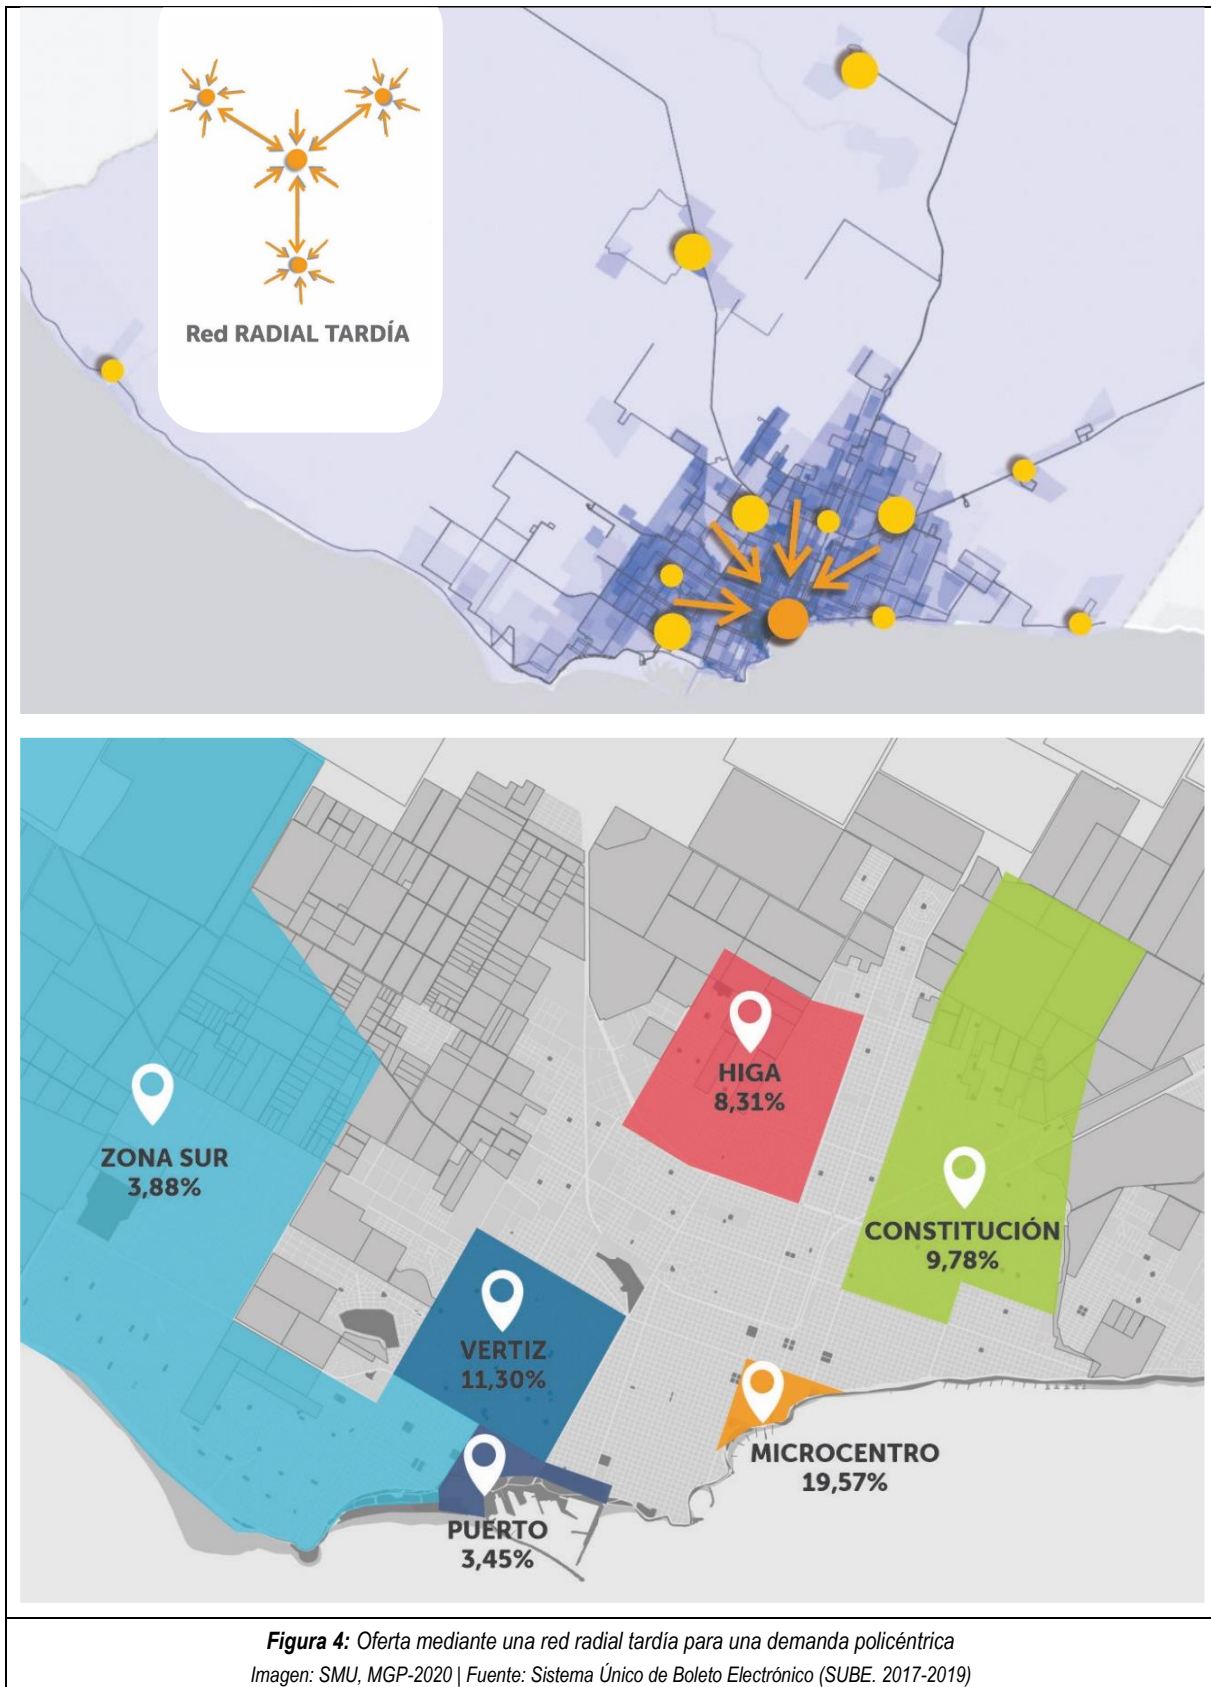 Red RADIAL TARDÍA
HIGA
8,31%
ZONA SUR
3,88%
CONSTITUCIÓN
9,78%
VERTIZ
11,30%
MICROCENTRO
19,57%
PUERTO
3,45%
Figura 4: Oferta mediante una red radial tardía para una demanda policéntrica
Imagen: SMU, MGP-2020 | Fuente: Sistema Único de Boleto Electrónico (SUBE. 2017-2019)